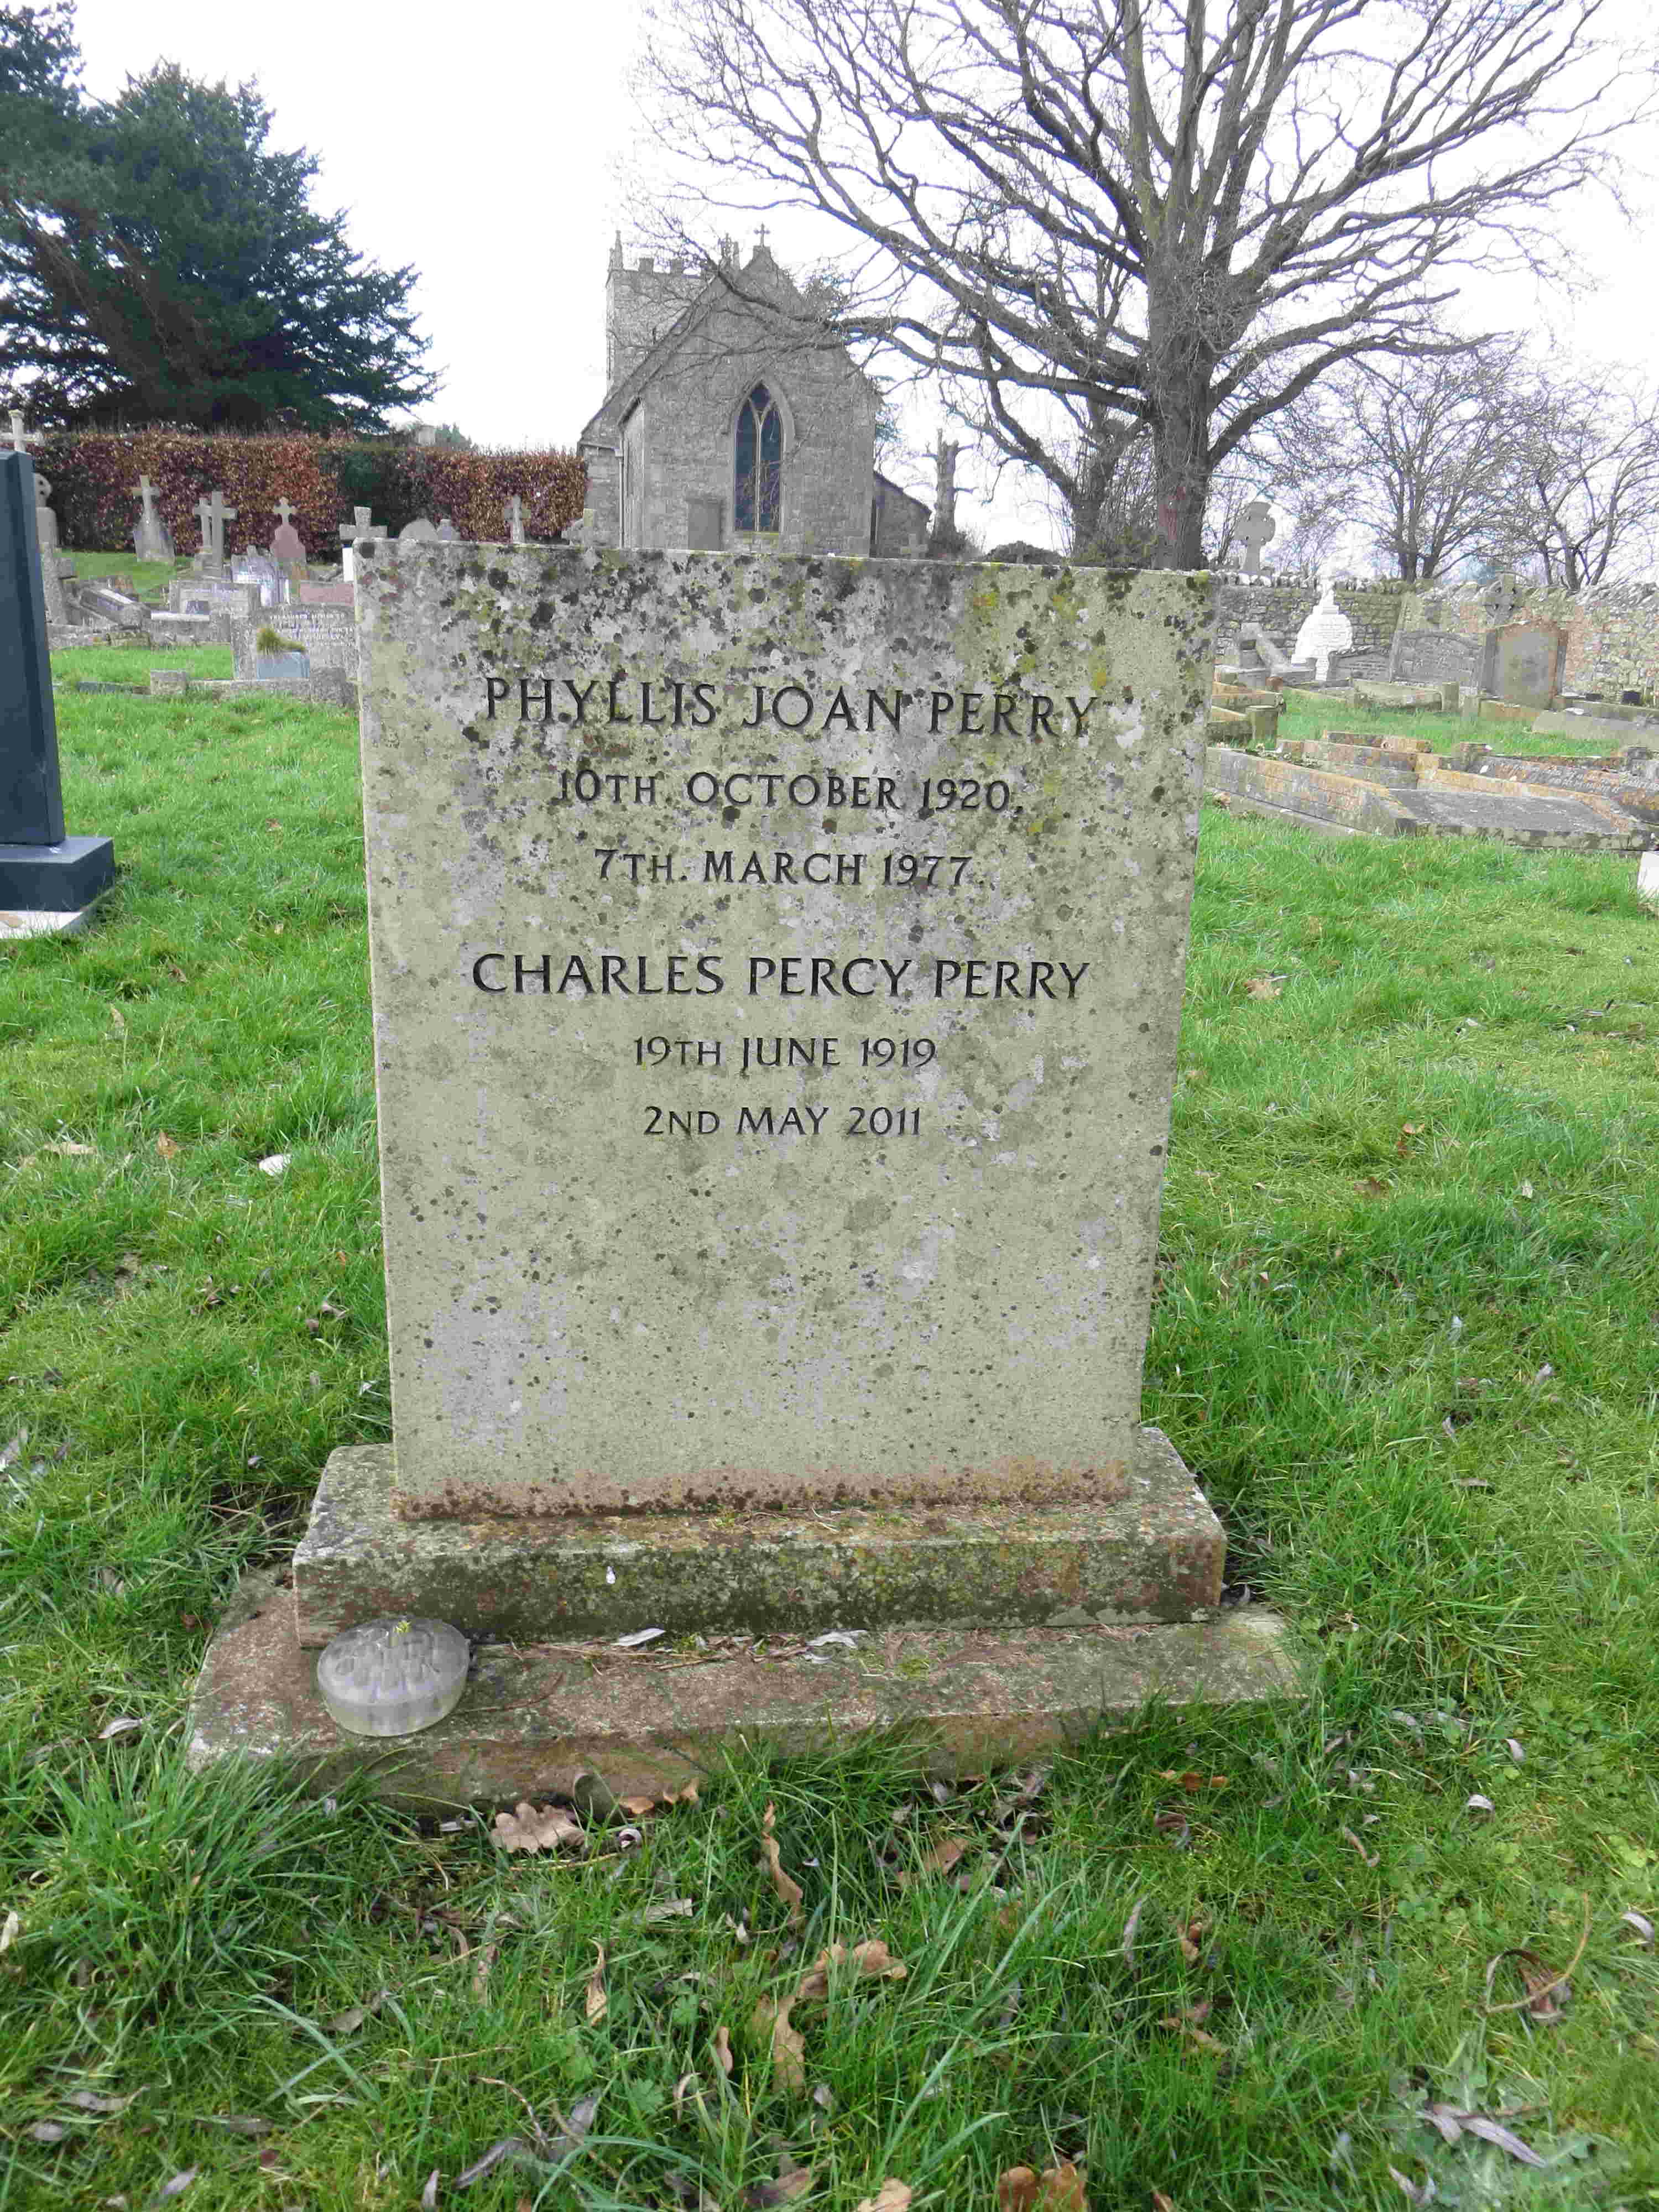 PHYLLIS JOAN PERRY
10TH. OCTOBER 1920.
7TH. MARCH 1977.
CHARLES PERCY PERRY
19TH JUNE 1919
2ND MAY 2011